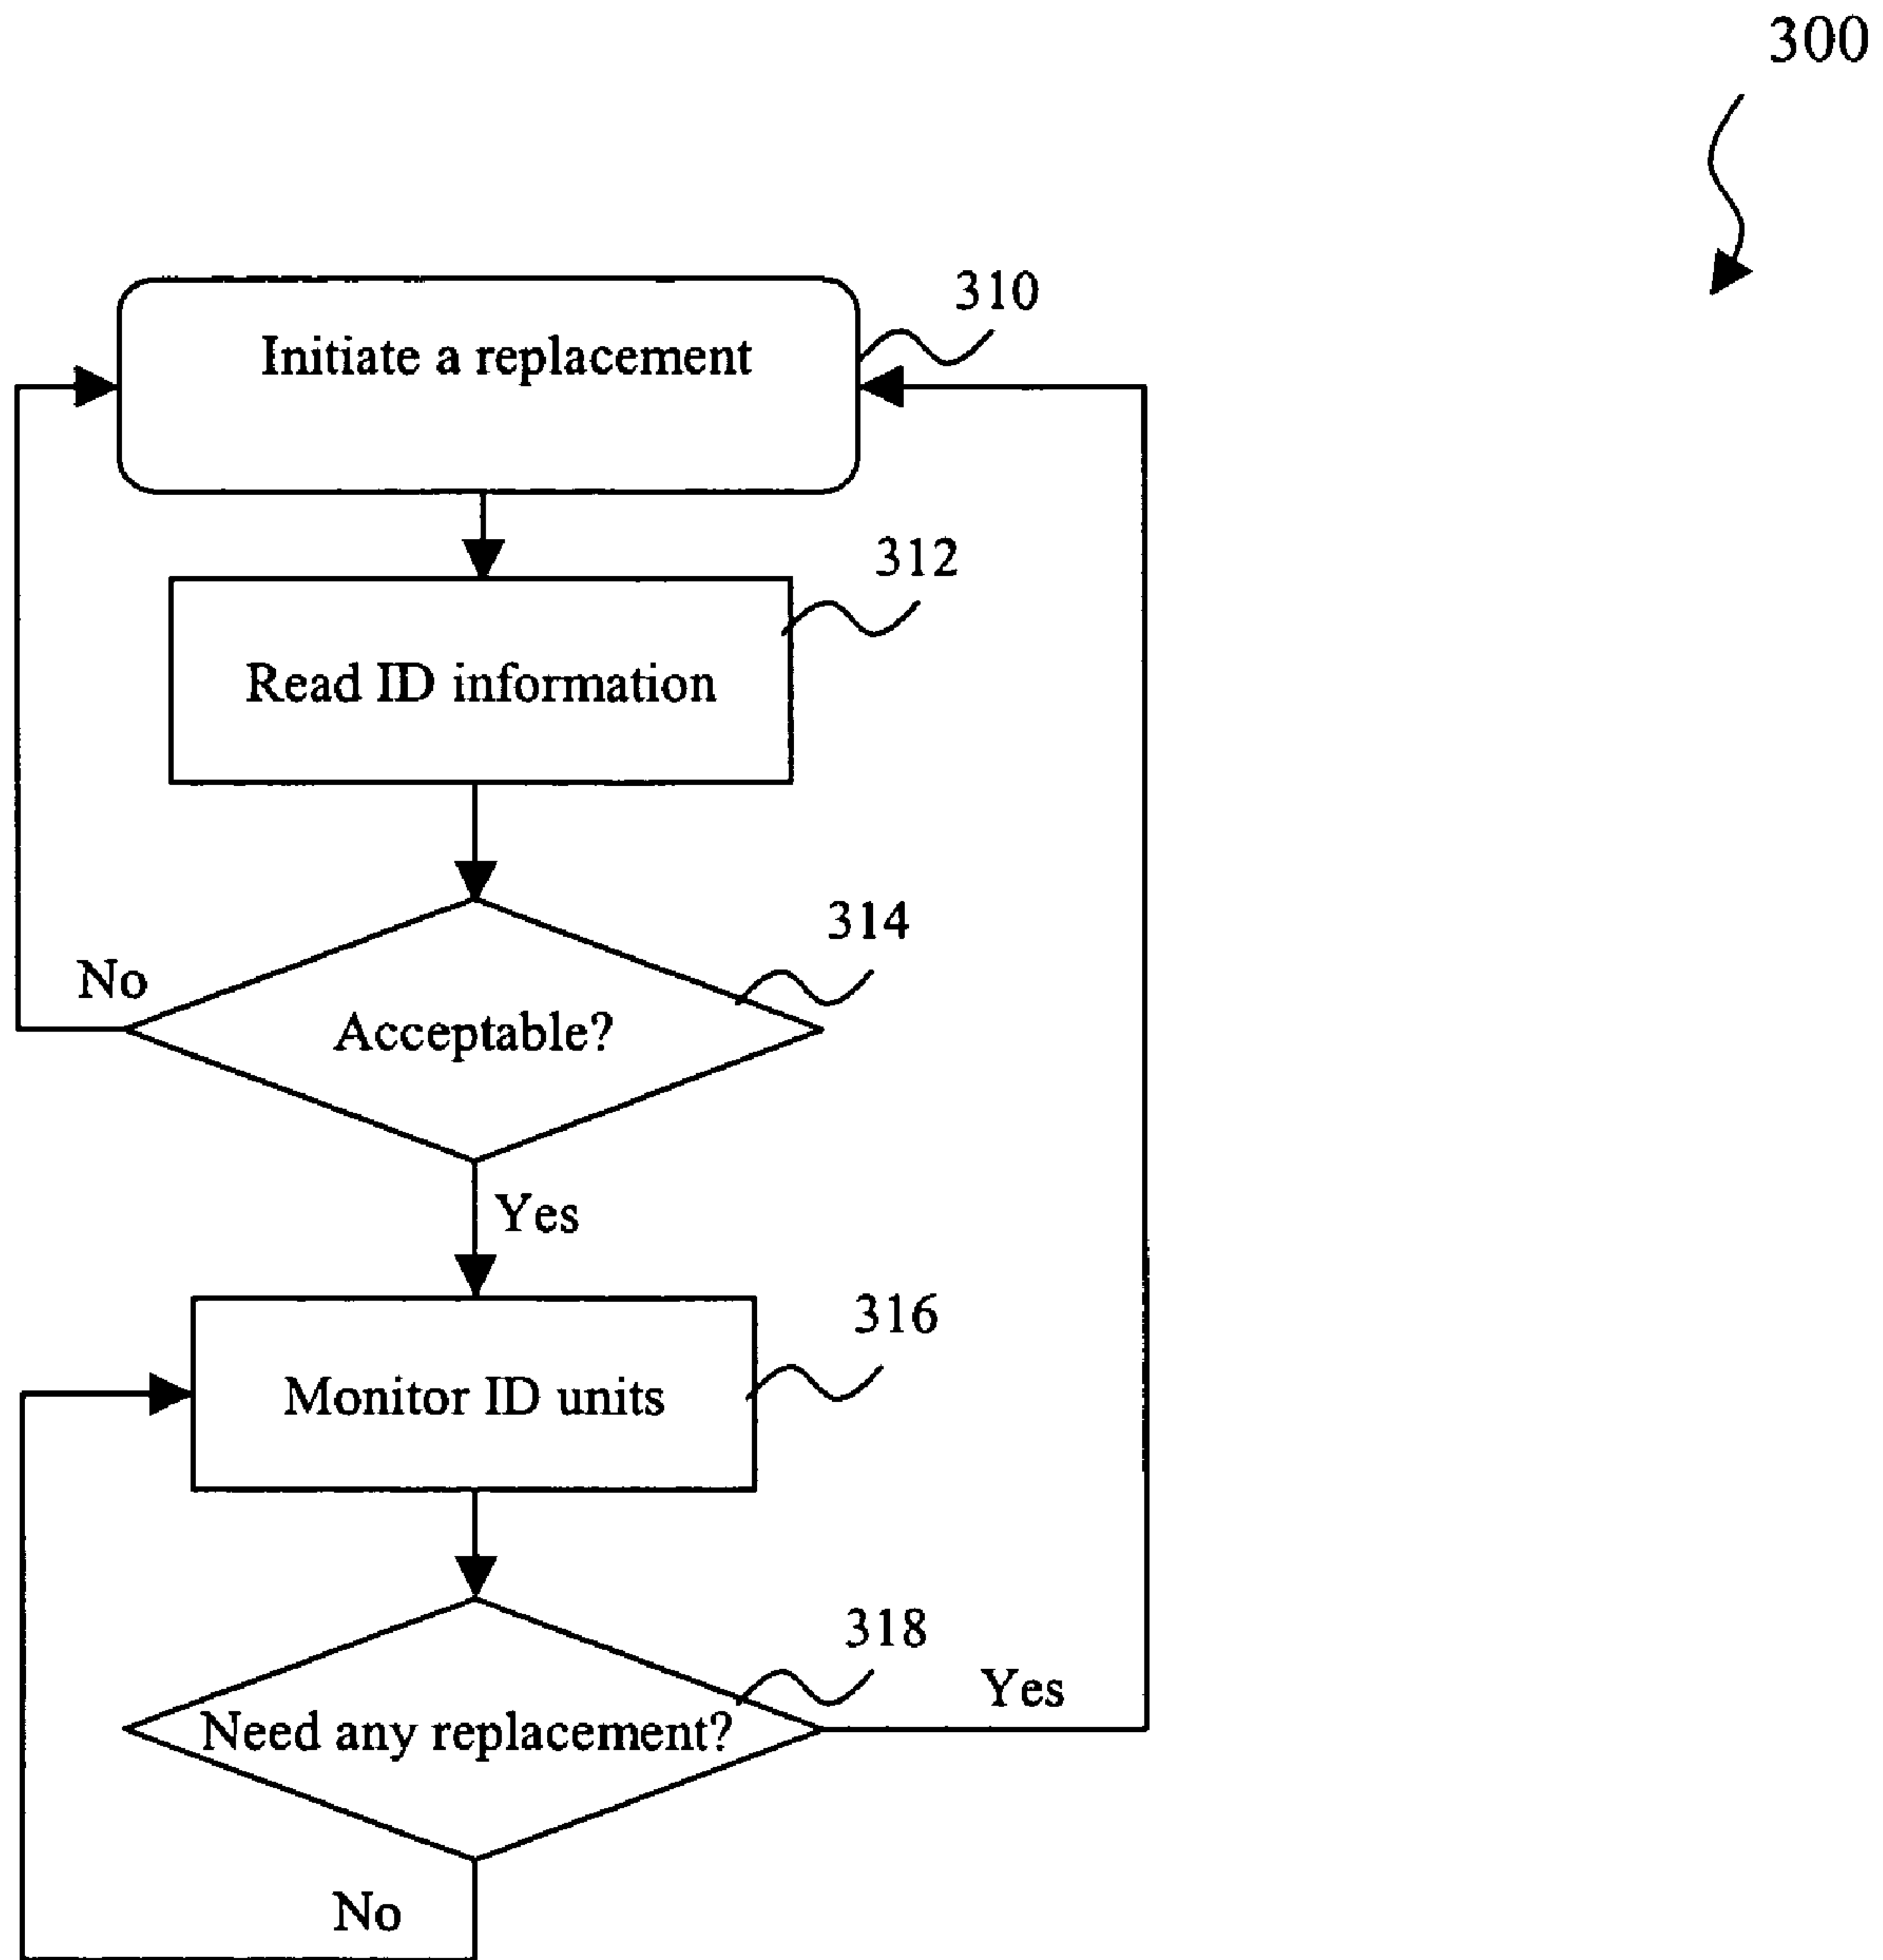 300
310
Initiate a replacement
312
Read ID information
314
No
Acceptable?
Yes
316
Monitor ID units
318
Yes
Need any replacement?
No